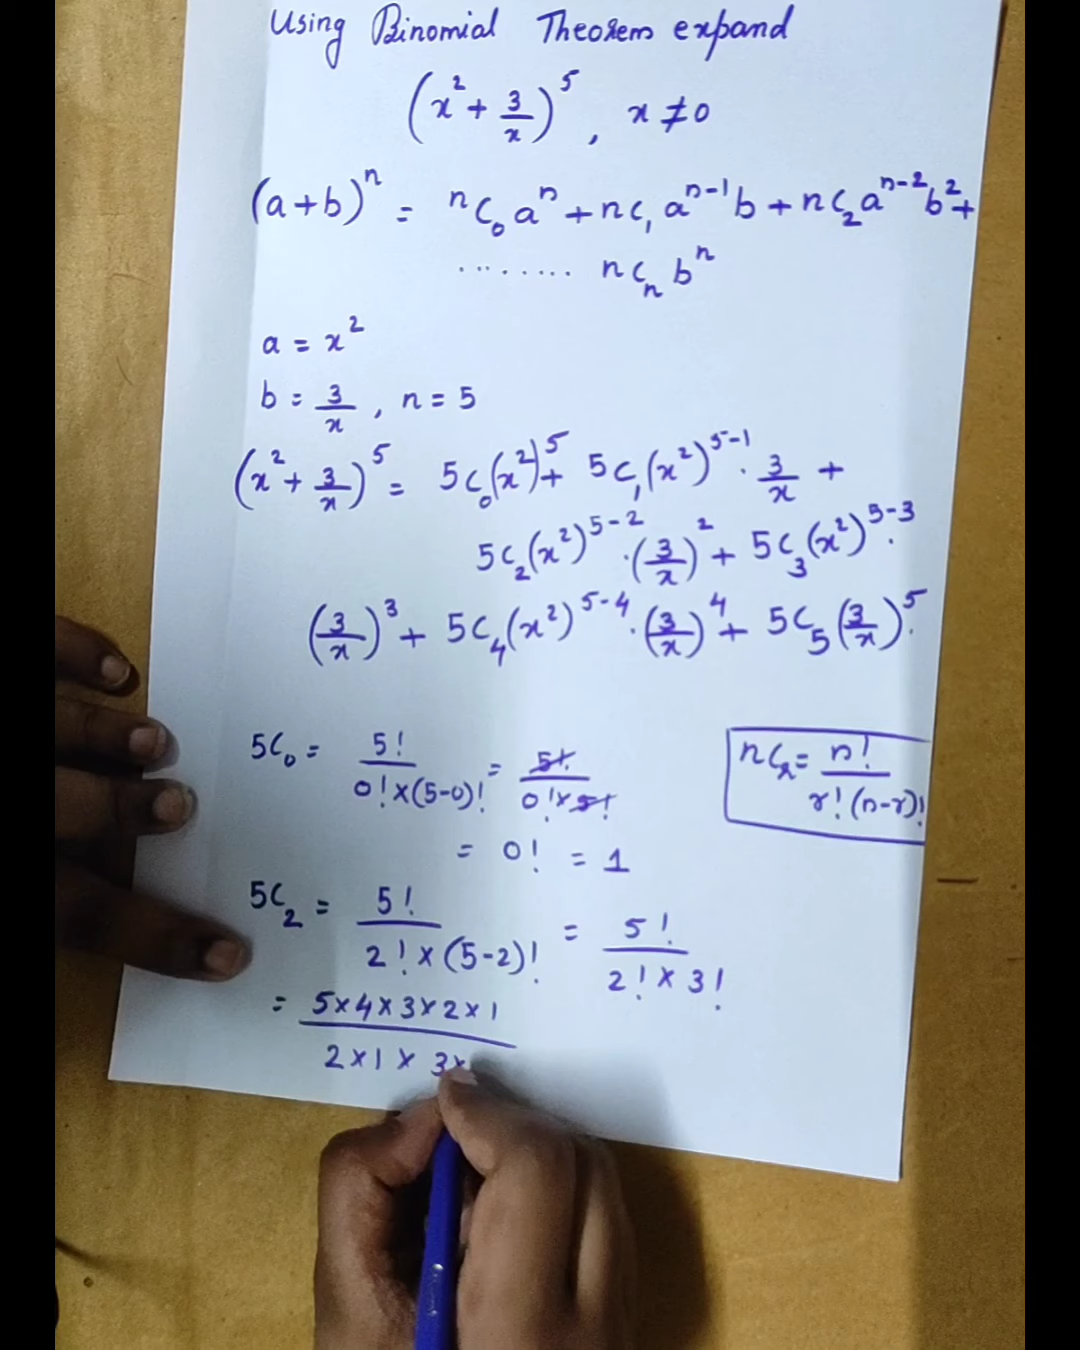 Using Binomial Theorem expand
(x² + 3/x)⁵, x ≠ 0
(a+b)ⁿ = nC₀ aⁿ + nC₁ aⁿ⁻¹b + nC₂ aⁿ⁻²b² +
........ nCₙ bⁿ
a = x²
b = 3/x, n = 5
(x² + 3/x)⁵ = 5C₀(x²)⁵ + 5C₁(x²)⁵⁻¹ · 3/x +
5C₂(x²)⁵⁻² · (3/x)² + 5C₃(x²)⁵⁻³ ·
(3/x)³ + 5C₄(x²)⁵⁻⁴ · (3/x)⁴ + 5C₅(3/x)⁵.
5C₀ = 5!/(0!×(5-0)!) = 5!/(0!×5!)
nCᵣ = n!/(r!(n-r)!)
= 0! = 1
5C₂ = 5!/(2!×(5-2)!) = 5!/(2!×3!)
= (5×4×3×2×1)/(2×1×3×